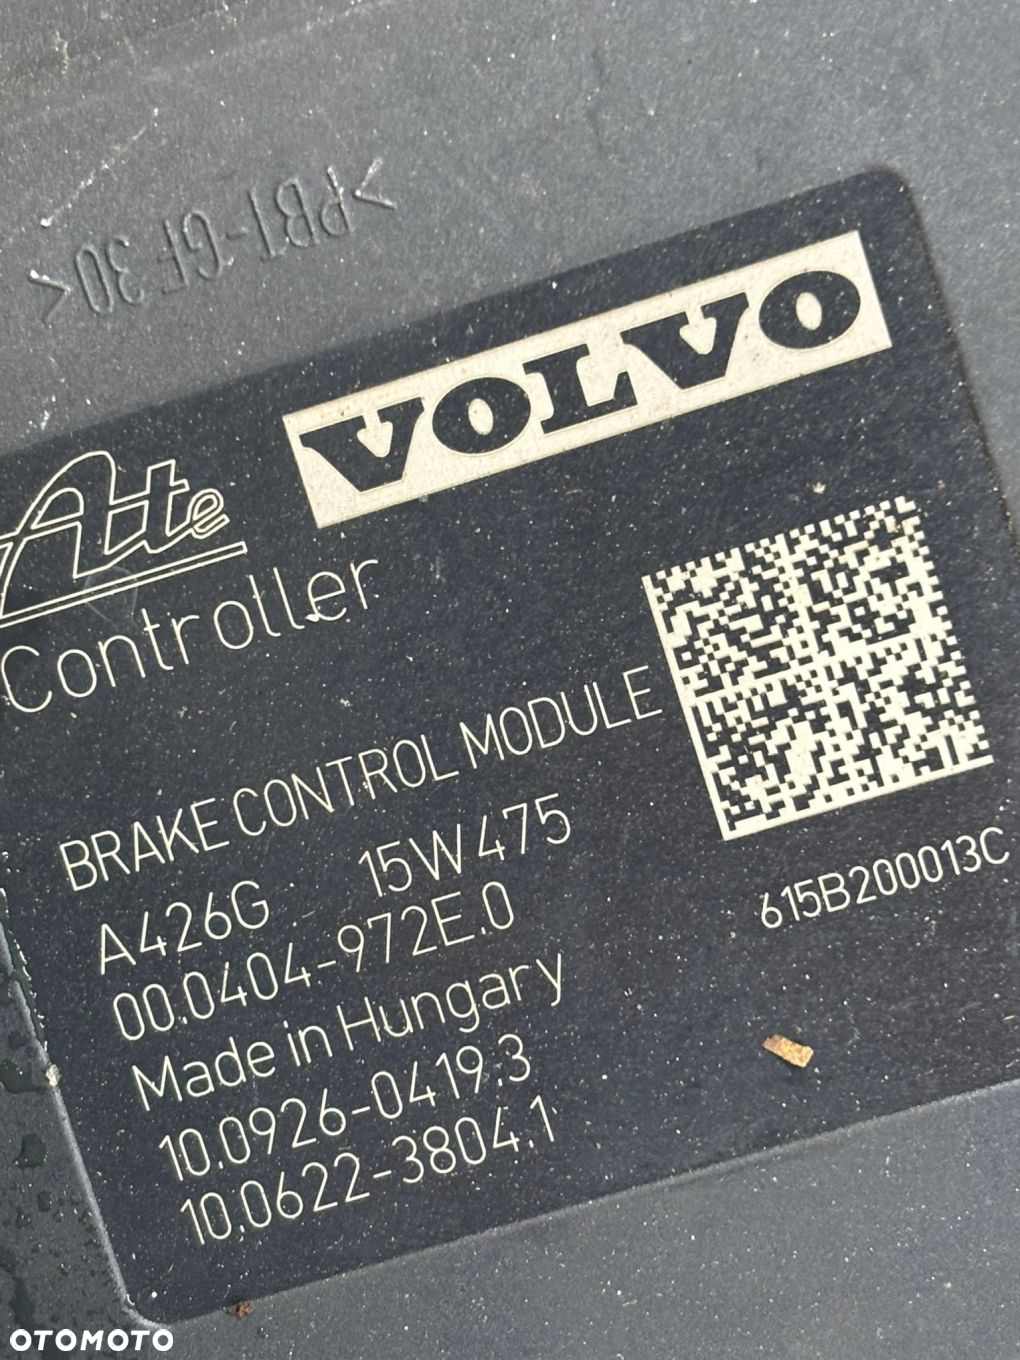 >PBT-GF30<
VOLVO
Ate
Controller
BRAKE CONTROL MODULE
A426G 15W475
00.0404-972E.0
615B200013C
Made in Hungary
10.0926-0419.3
10.0622-3804.1
OTOMOTO